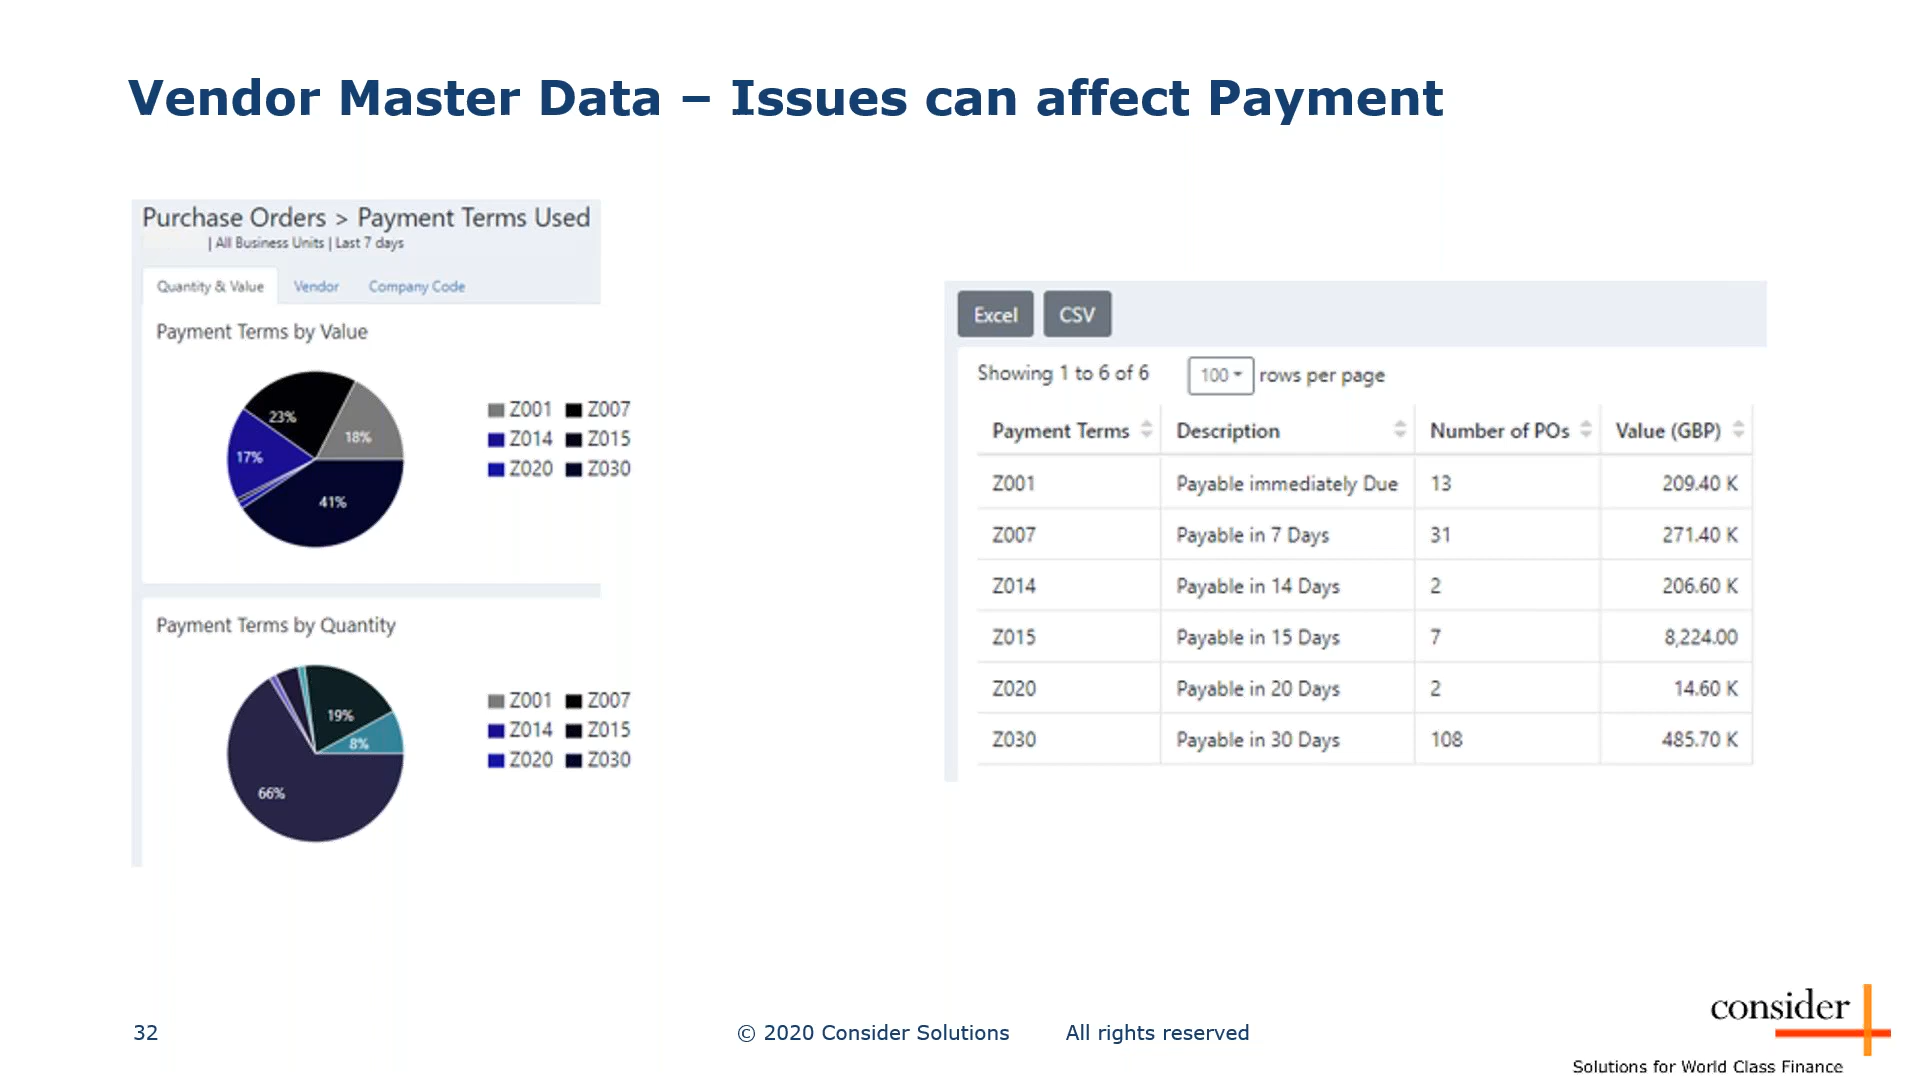 Vendor Master Data – Issues can affect Payment
Purchase Orders > Payment Terms Used
| All Business Units | Last 7 days
Quantity & Value Vendor Company Code
Payment Terms by Value
23%
18%
17%
41%
Z001 Z007
Z014 Z015
Z020 Z030
Payment Terms by Quantity
19%
8%
66%
Z001 Z007
Z014 Z015
Z020 Z030
Excel CSV
Showing 1 to 6 of 6 100 rows per page
Payment Terms Description Number of POs Value (GBP)
Z001 Payable immediately Due 13 209.40 K
Z007 Payable in 7 Days 31 271.40 K
Z014 Payable in 14 Days 2 206.60 K
Z015 Payable in 15 Days 7 8,224.00
Z020 Payable in 20 Days 2 14.60 K
Z030 Payable in 30 Days 108 485.70 K
32 © 2020 Consider Solutions All rights reserved
consider
Solutions for World Class Finance